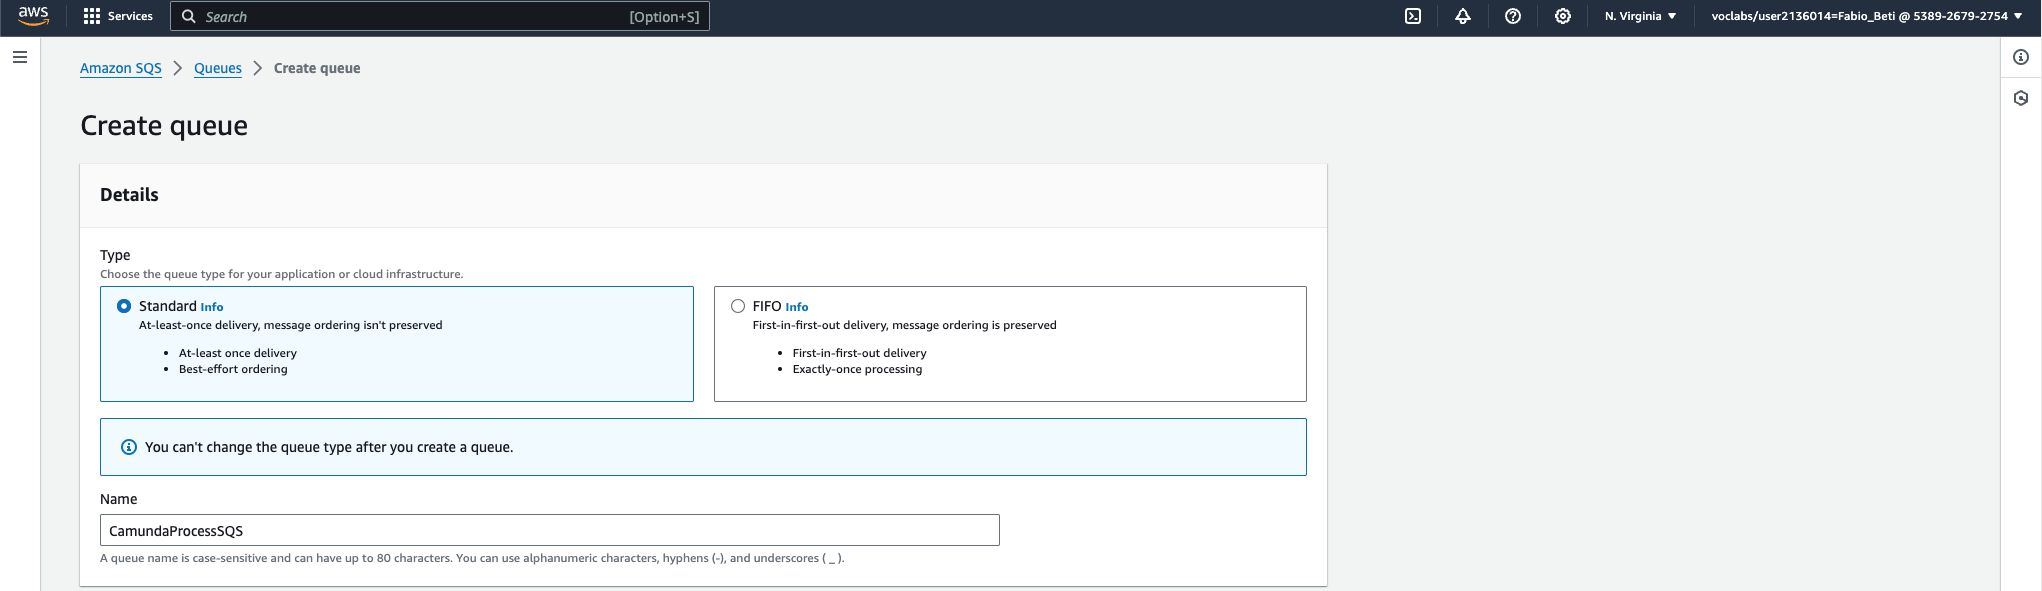 aws Services Search [Option+S] N. Virginia voclabs/user2136014=Fabio_Beti @ 5389-2679-2754
Amazon SQS > Queues > Create queue
Create queue
Details
Type
Choose the queue type for your application or cloud infrastructure.
Standard Info
At-least-once delivery, message ordering isn't preserved
• At-least once delivery
• Best-effort ordering
FIFO Info
First-in-first-out delivery, message ordering is preserved
• First-in-first-out delivery
• Exactly-once processing
You can't change the queue type after you create a queue.
Name
CamundaProcessSQS
A queue name is case-sensitive and can have up to 80 characters. You can use alphanumeric characters, hyphens (-), and underscores ( _ ).